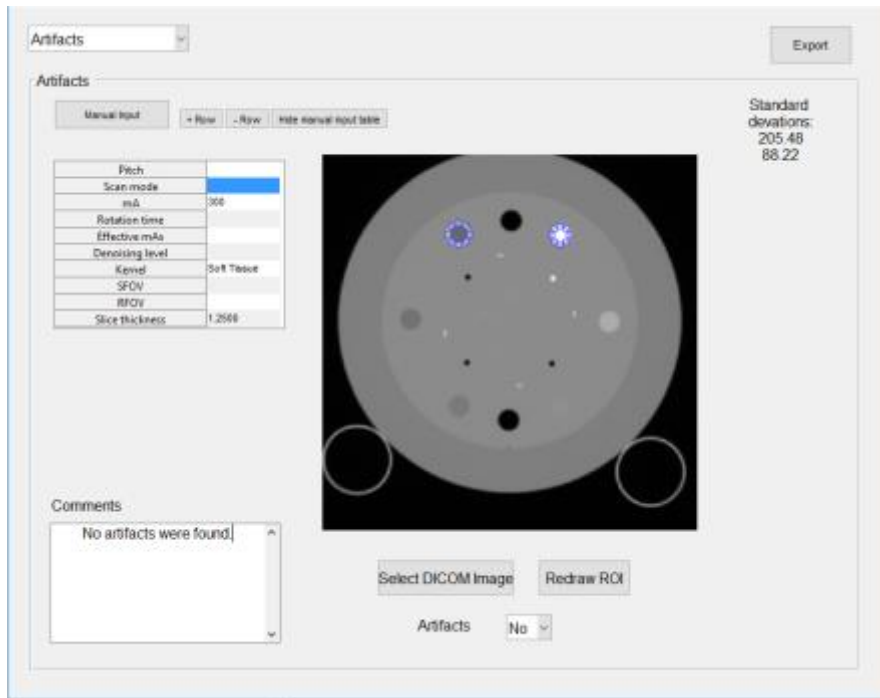 Artifacts
Export
Artifacts
Manual Input
+ Row
- Row
Hide manual input table
Standard
devations:
205.48
88.22
Pitch
Scan mode
mA 300
Rotation time
Effective mAs
Denoising level
Kernel Soft Tissue
SFOV
RFOV
Slice thickness 1.2500
Comments
No artifacts were found.
Select DICOM Image
Redraw ROI
Artifacts No